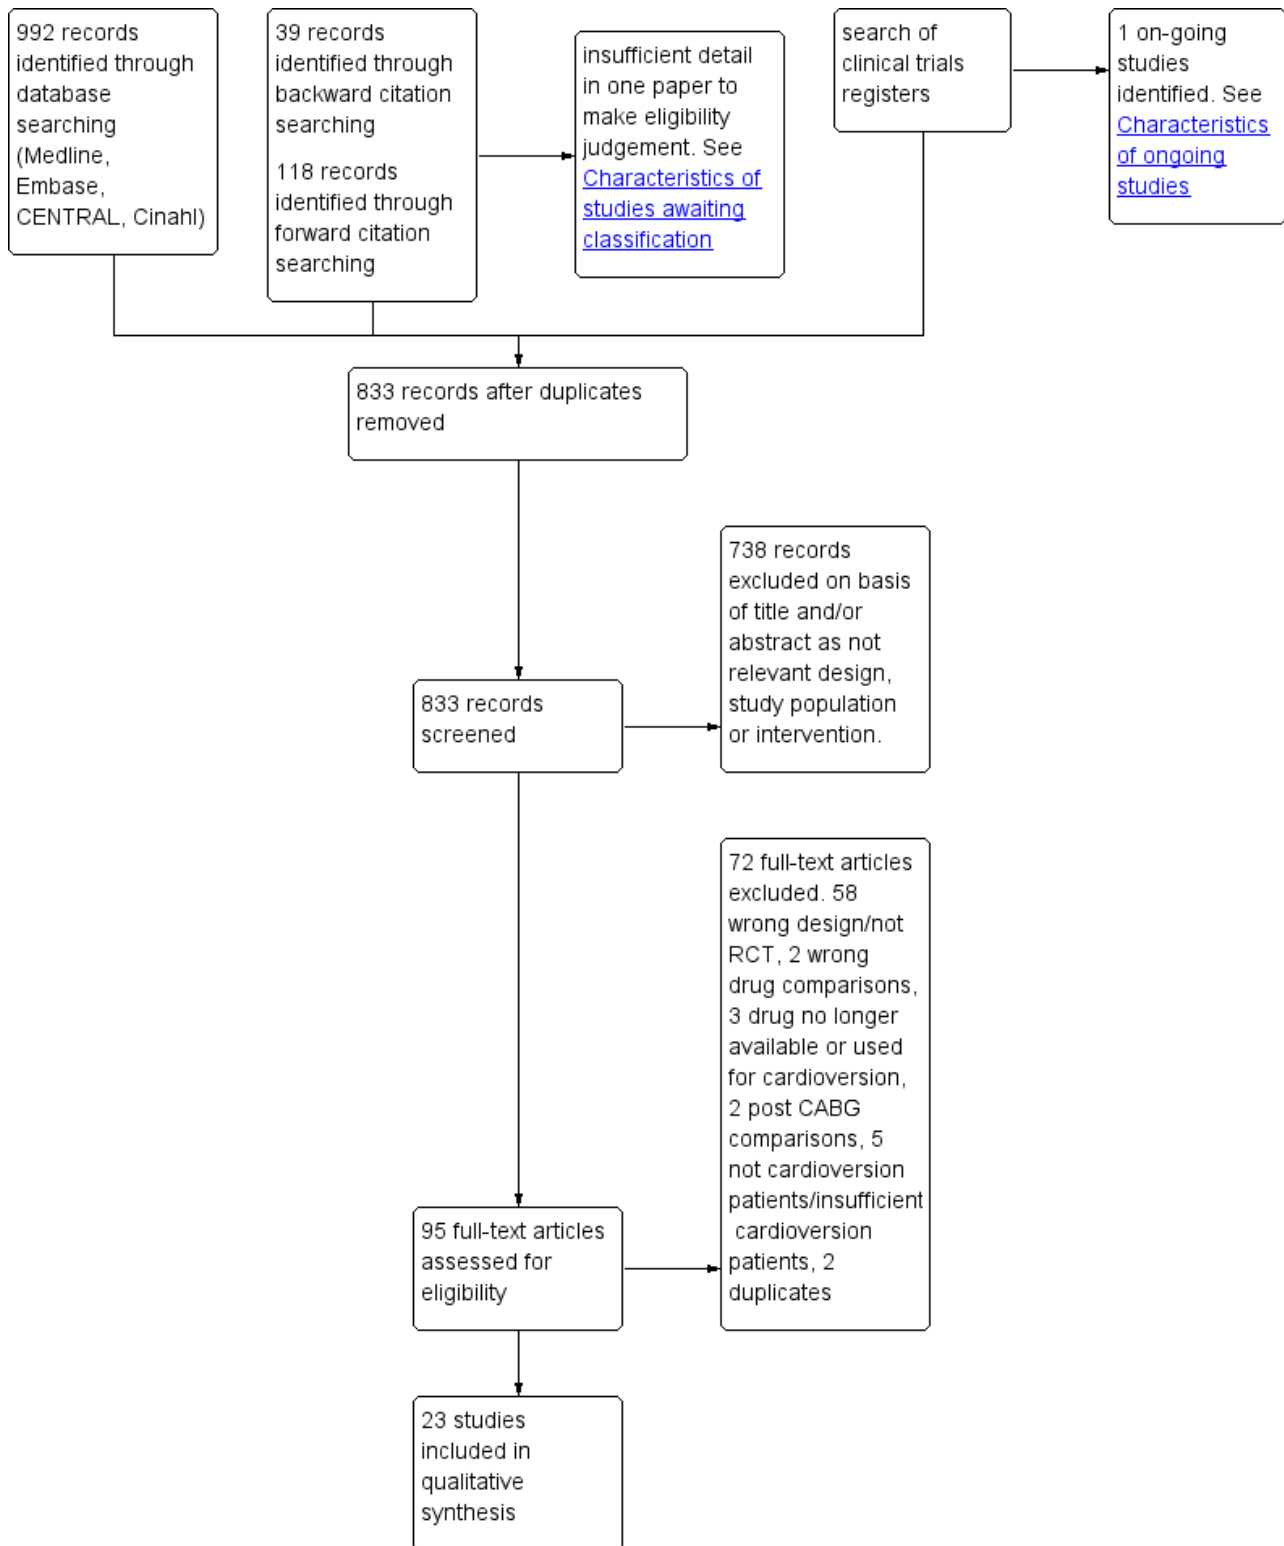 992 records
identified through
database
searching
(Medline,
Embase,
CENTRAL, Cinahl)
39 records
identified through
backward citation
searching
118 records
identified through
forward citation
searching
insufficient detail
in one paper to
make eligibility
judgement. See
Characteristics of
studies awaiting
classification
search of
clinical trials
registers
1 on-going
studies
identified. See
Characteristics
of ongoing
studies
833 records after duplicates
removed
738 records
excluded on basis
of title and/or
abstract as not
relevant design,
study population
or intervention.
833 records
screened
72 full-text articles
excluded. 58
wrong design/not
RCT, 2 wrong
drug comparisons,
3 drug no longer
available or used
for cardioversion,
2 post CABG
comparisons, 5
not cardioversion
patients/insufficient
cardioversion
patients, 2
duplicates
95 full-text articles
assessed for
eligibility
23 studies
included in
qualitative
synthesis